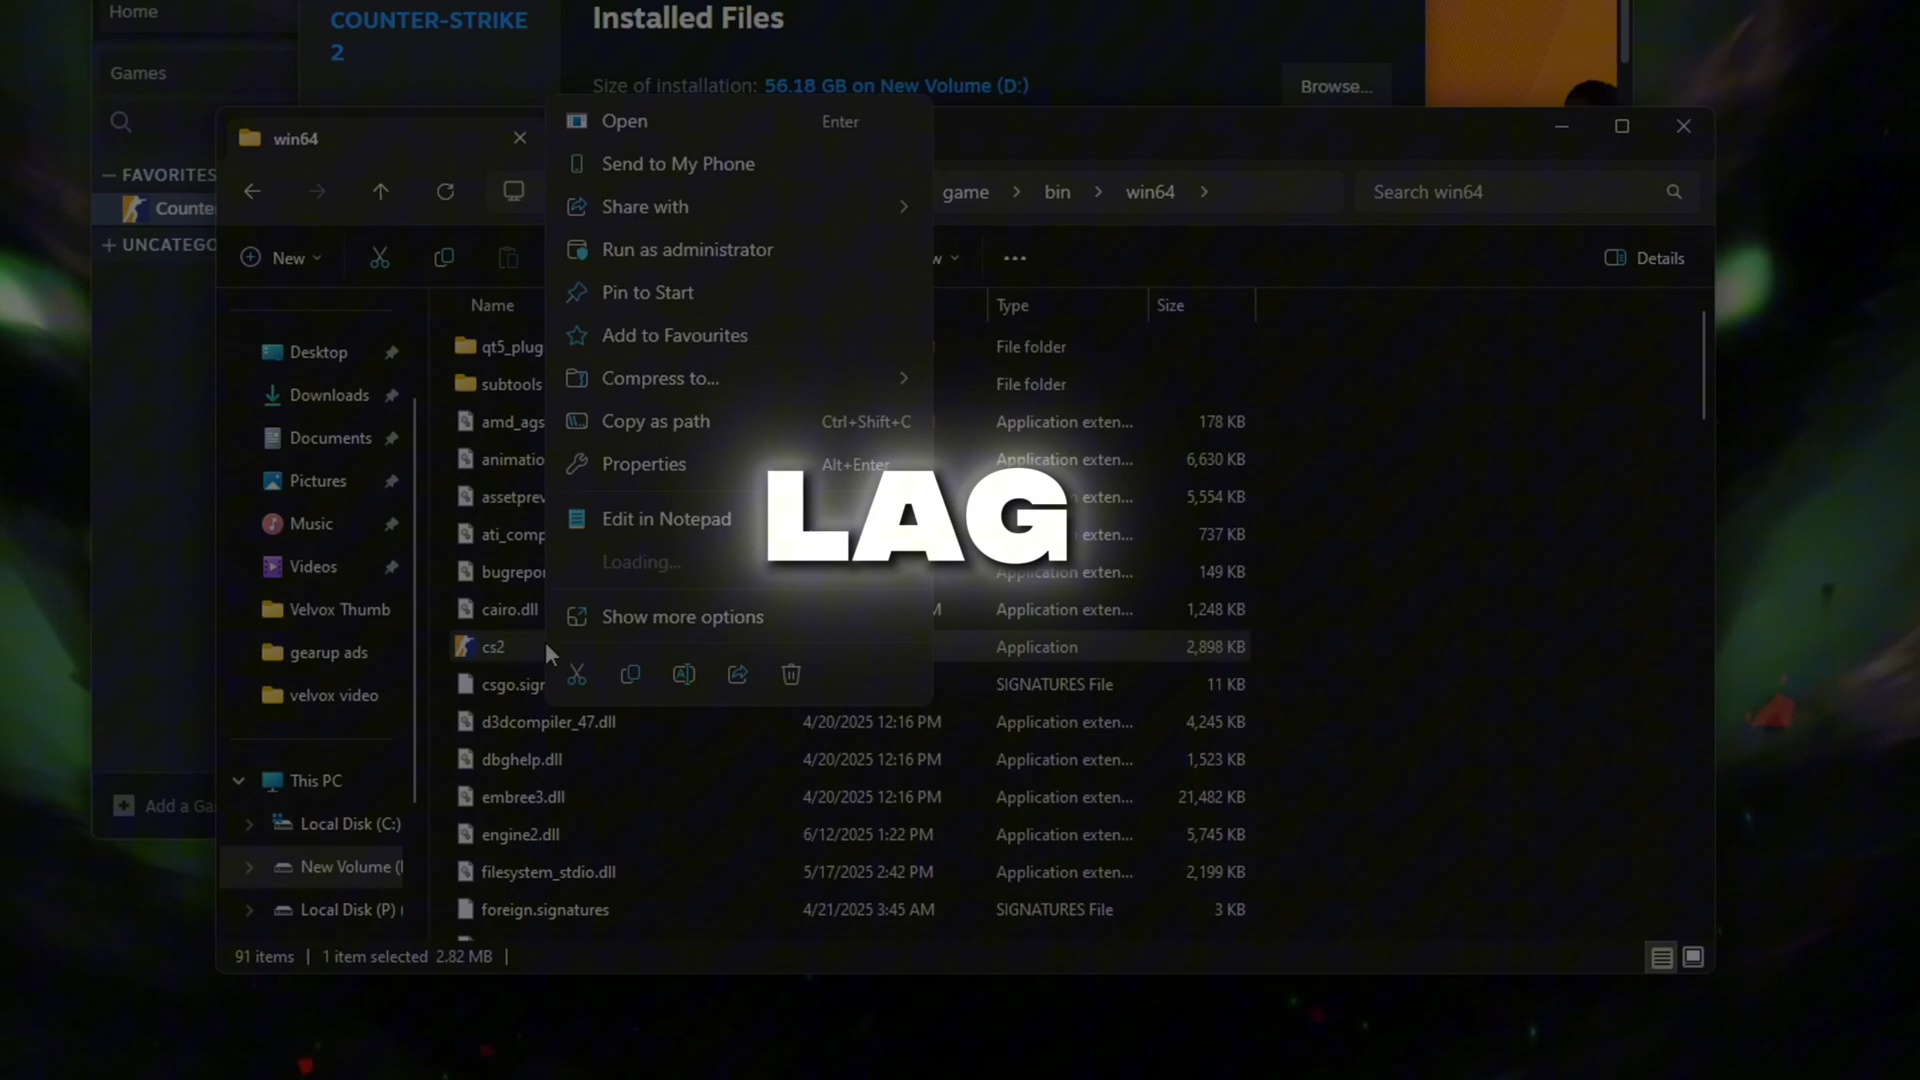 Home
COUNTER-STRIKE
2
Installed Files
Games
Size of installation: 56.18 GB on New Volume (D:)
Browse...
win64
Open Enter
Send to My Phone
Share with
Run as administrator
Pin to Start
Add to Favourites
Compress to...
Copy as path Ctrl+Shift+C
Properties Alt+Enter
Edit in Notepad
Loading...
Show more options
LAG
FAVORITES
Counte
UNCATEGO
Add a Ga
game > bin > win64 >
Search win64
New
w
Details
Name Type Size
Desktop
Downloads
Documents
Pictures
Music
Videos
Velvox Thumb
gearup ads
velvox video
This PC
Local Disk (C:)
New Volume (
Local Disk (P) (
qt5_plug File folder
subtools File folder
amd_ags Application exten... 178 KB
animatio Application exten... 6,630 KB
assetprev exten... 5,554 KB
ati_comp exten... 737 KB
bugrepor Application exten... 149 KB
cairo.dll M Application exten... 1,248 KB
cs2 Application 2,898 KB
csgo.sign SIGNATURES File 11 KB
d3dcompiler_47.dll 4/20/2025 12:16 PM Application exten... 4,245 KB
dbghelp.dll 4/20/2025 12:16 PM Application exten... 1,523 KB
embree3.dll 4/20/2025 12:16 PM Application exten... 21,482 KB
engine2.dll 6/12/2025 1:22 PM Application exten... 5,745 KB
filesystem_stdio.dll 5/17/2025 2:42 PM Application exten... 2,199 KB
foreign.signatures 4/21/2025 3:45 AM SIGNATURES File 3 KB
91 items | 1 item selected 2.82 MB |